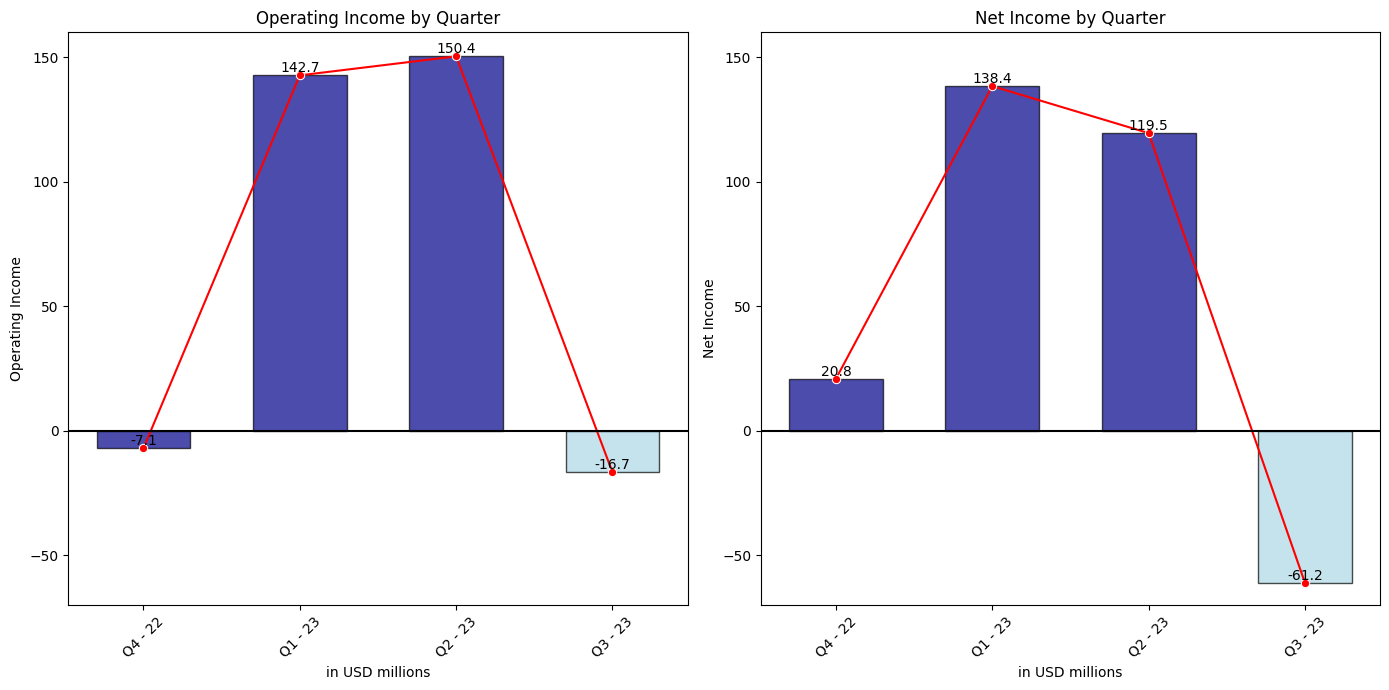 Operating Income by Quarter
Operating Income
150
100
50
0
−50
-7.1
142.7
150.4
-16.7
Q4 - 22
Q1 - 23
Q2 - 23
Q3 - 23
in USD millions
Net Income by Quarter
Net Income
150
100
50
0
−50
20.8
138.4
119.5
-61.2
Q4 - 22
Q1 - 23
Q2 - 23
Q3 - 23
in USD millions